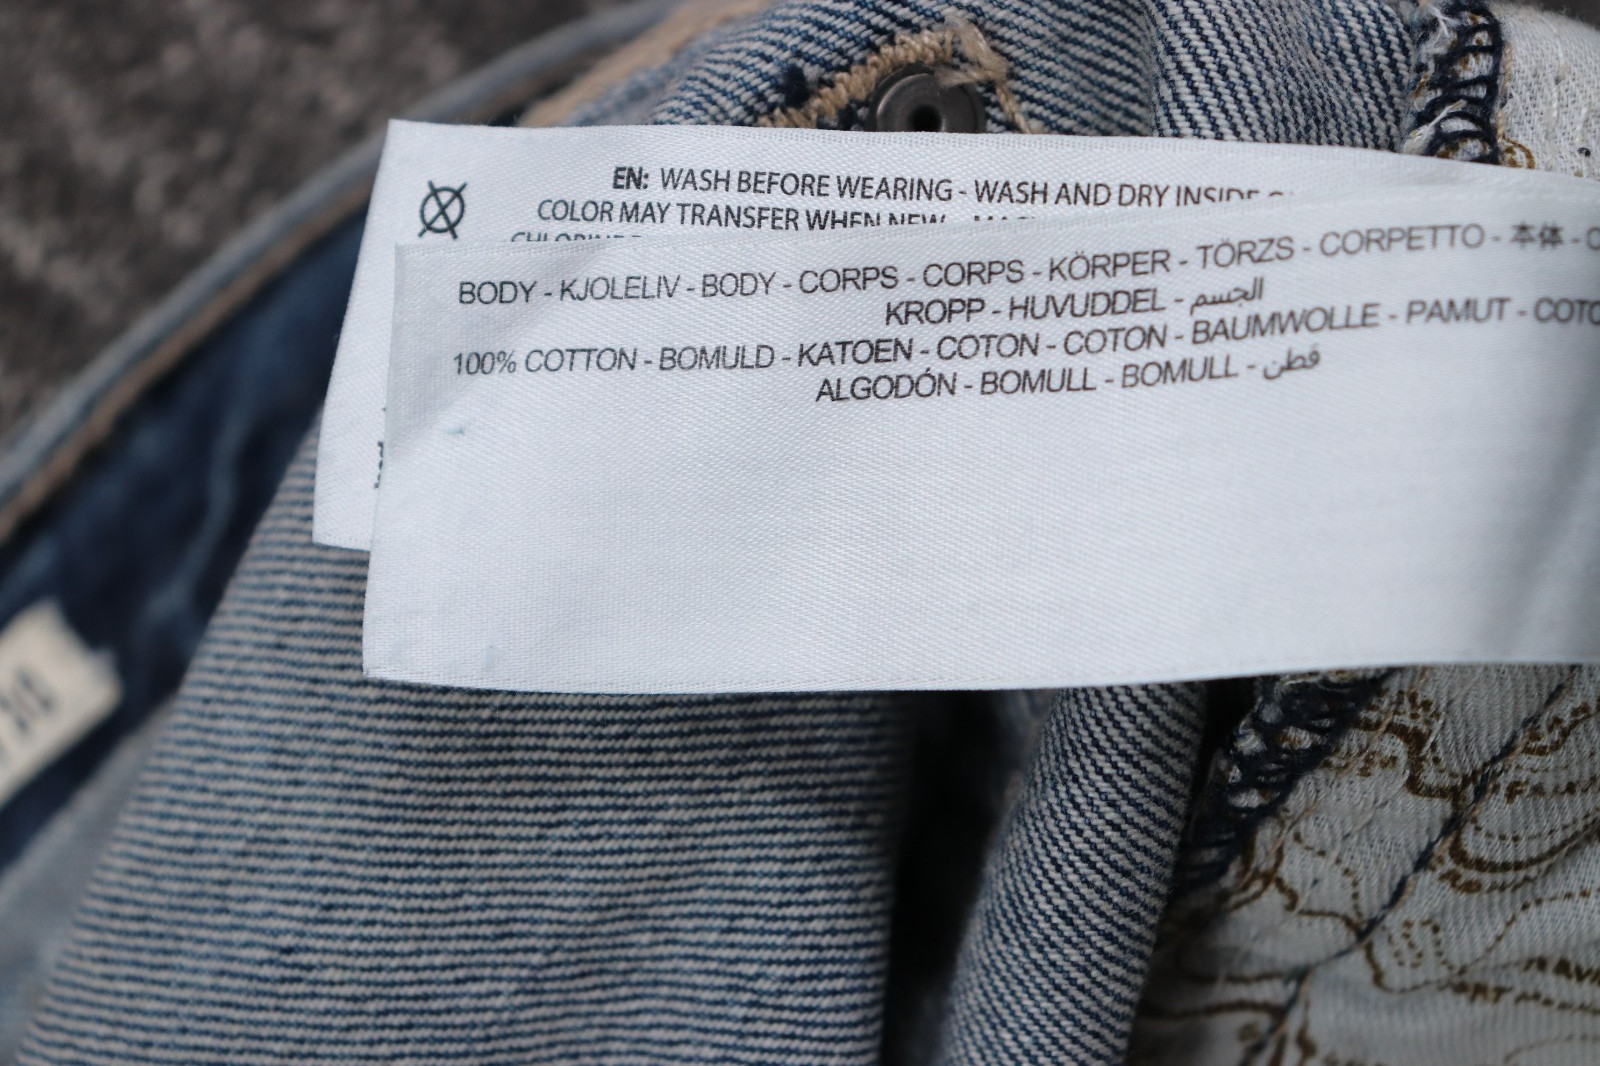 EN: WASH BEFORE WEARING - WASH AND DRY INSIDE
COLOR MAY TRANSFER WHEN NEW -
BODY - KJOLELIV - BODY - CORPS - CORPS - KÖRPER - TÖRZS - CORPETTO - 本体 -
KROPP - HUVUDDEL - الجسم
100% COTTON - BOMULD - KATOEN - COTON - COTON - BAUMWOLLE - PAMUT -
ALGODÓN - BOMULL - BOMULL - قطن